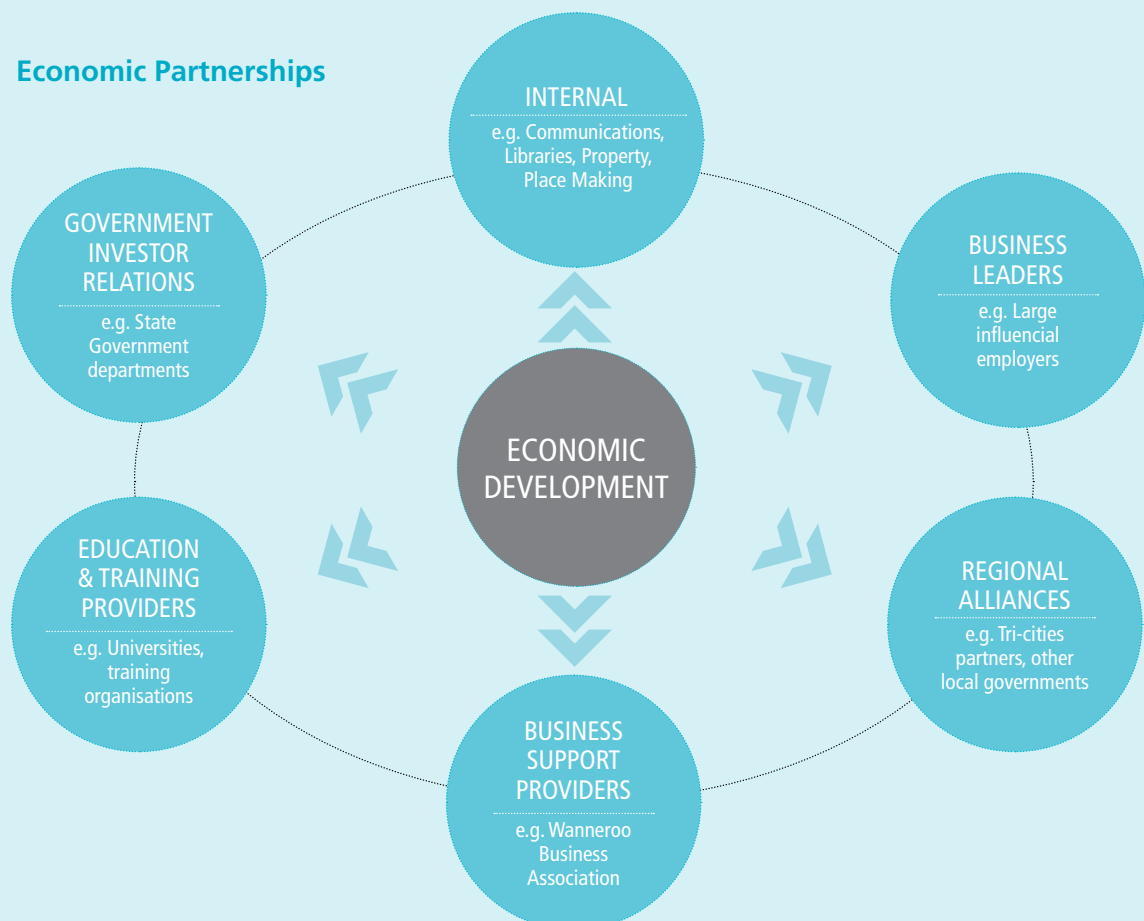 Economic Partnerships
INTERNAL
e.g. Communications,
Libraries, Property,
Place Making
GOVERNMENT
INVESTOR
RELATIONS
e.g. State
Government
departments
BUSINESS
LEADERS
e.g. Large
influencial
employers
ECONOMIC
DEVELOPMENT
EDUCATION
& TRAINING
PROVIDERS
e.g. Universities,
training
organisations
REGIONAL
ALLIANCES
e.g. Tri-cities
partners, other
local governments
BUSINESS
SUPPORT
PROVIDERS
e.g. Wanneroo
Business
Association